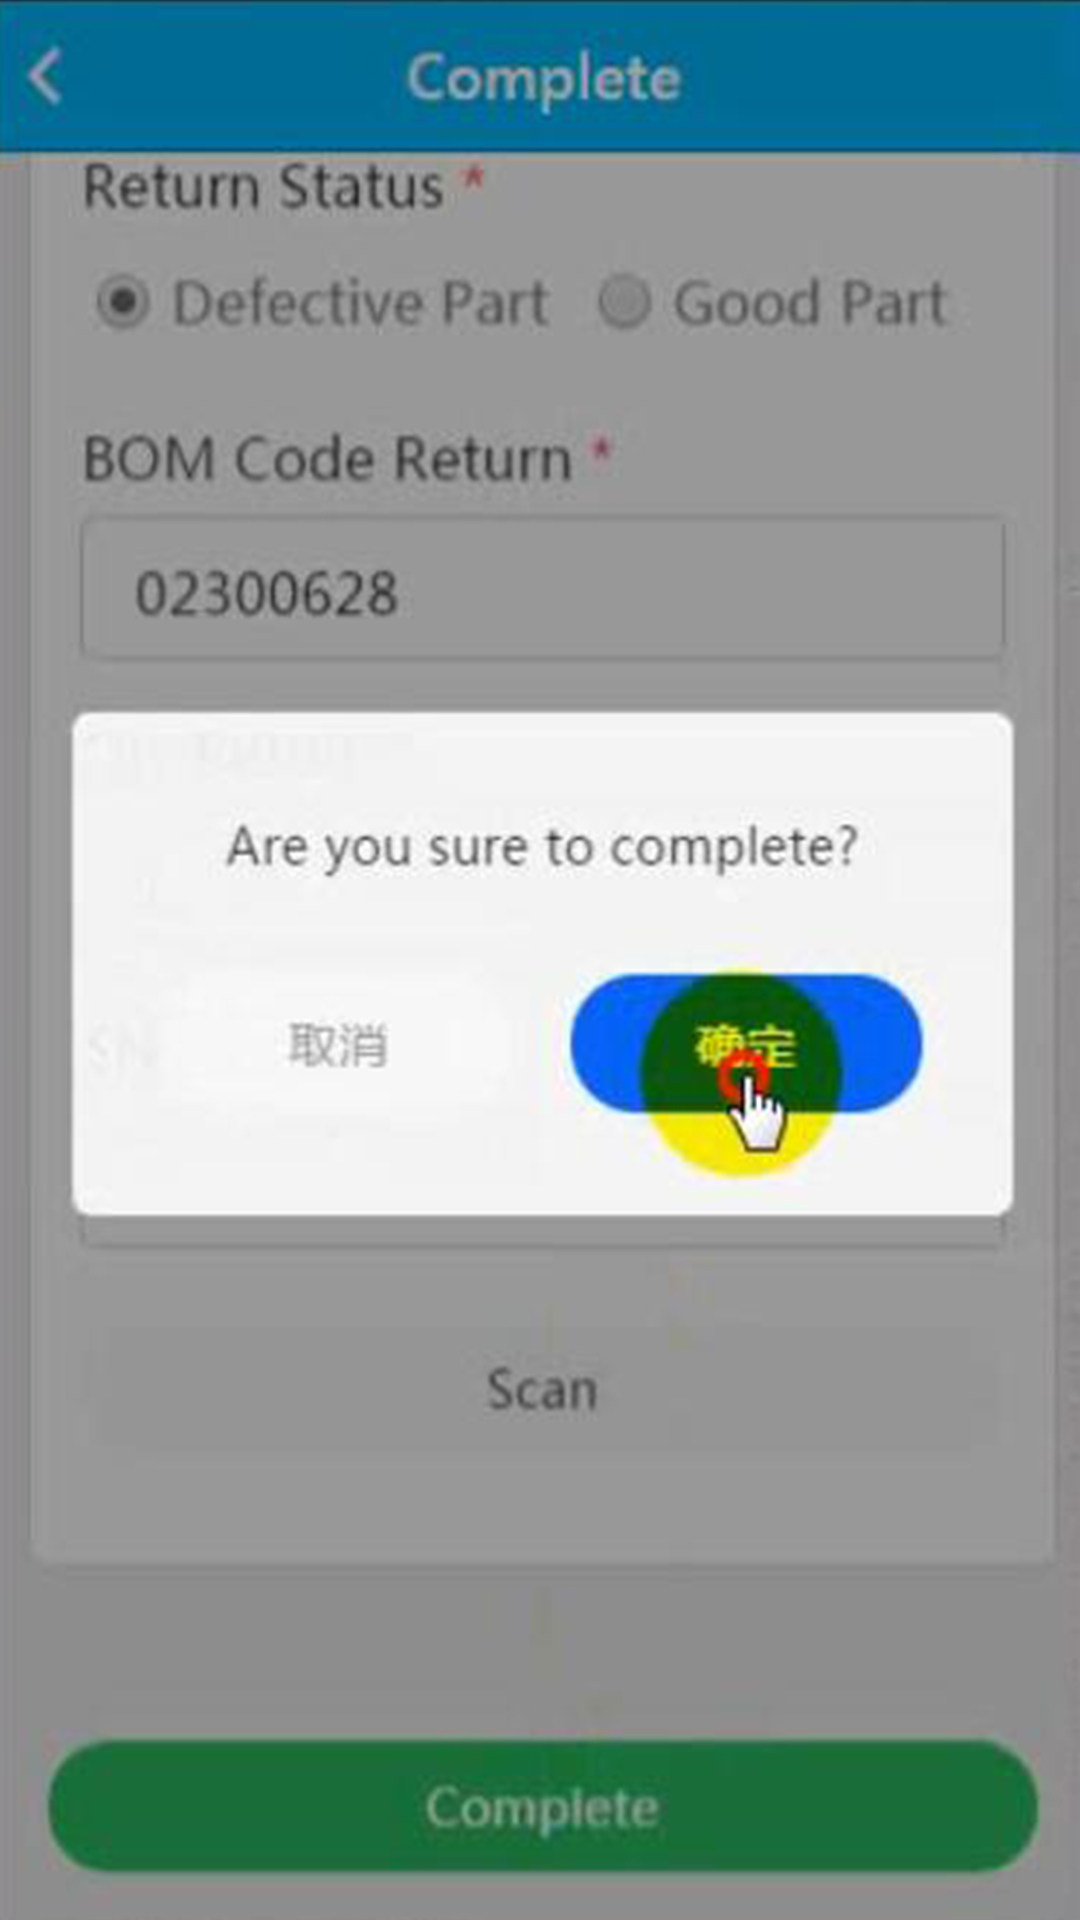 Complete
Return Status *
Defective Part Good Part
BOM Code Return *
02300628
Are you sure to complete?
取消 确定
SN
Scan
Complete